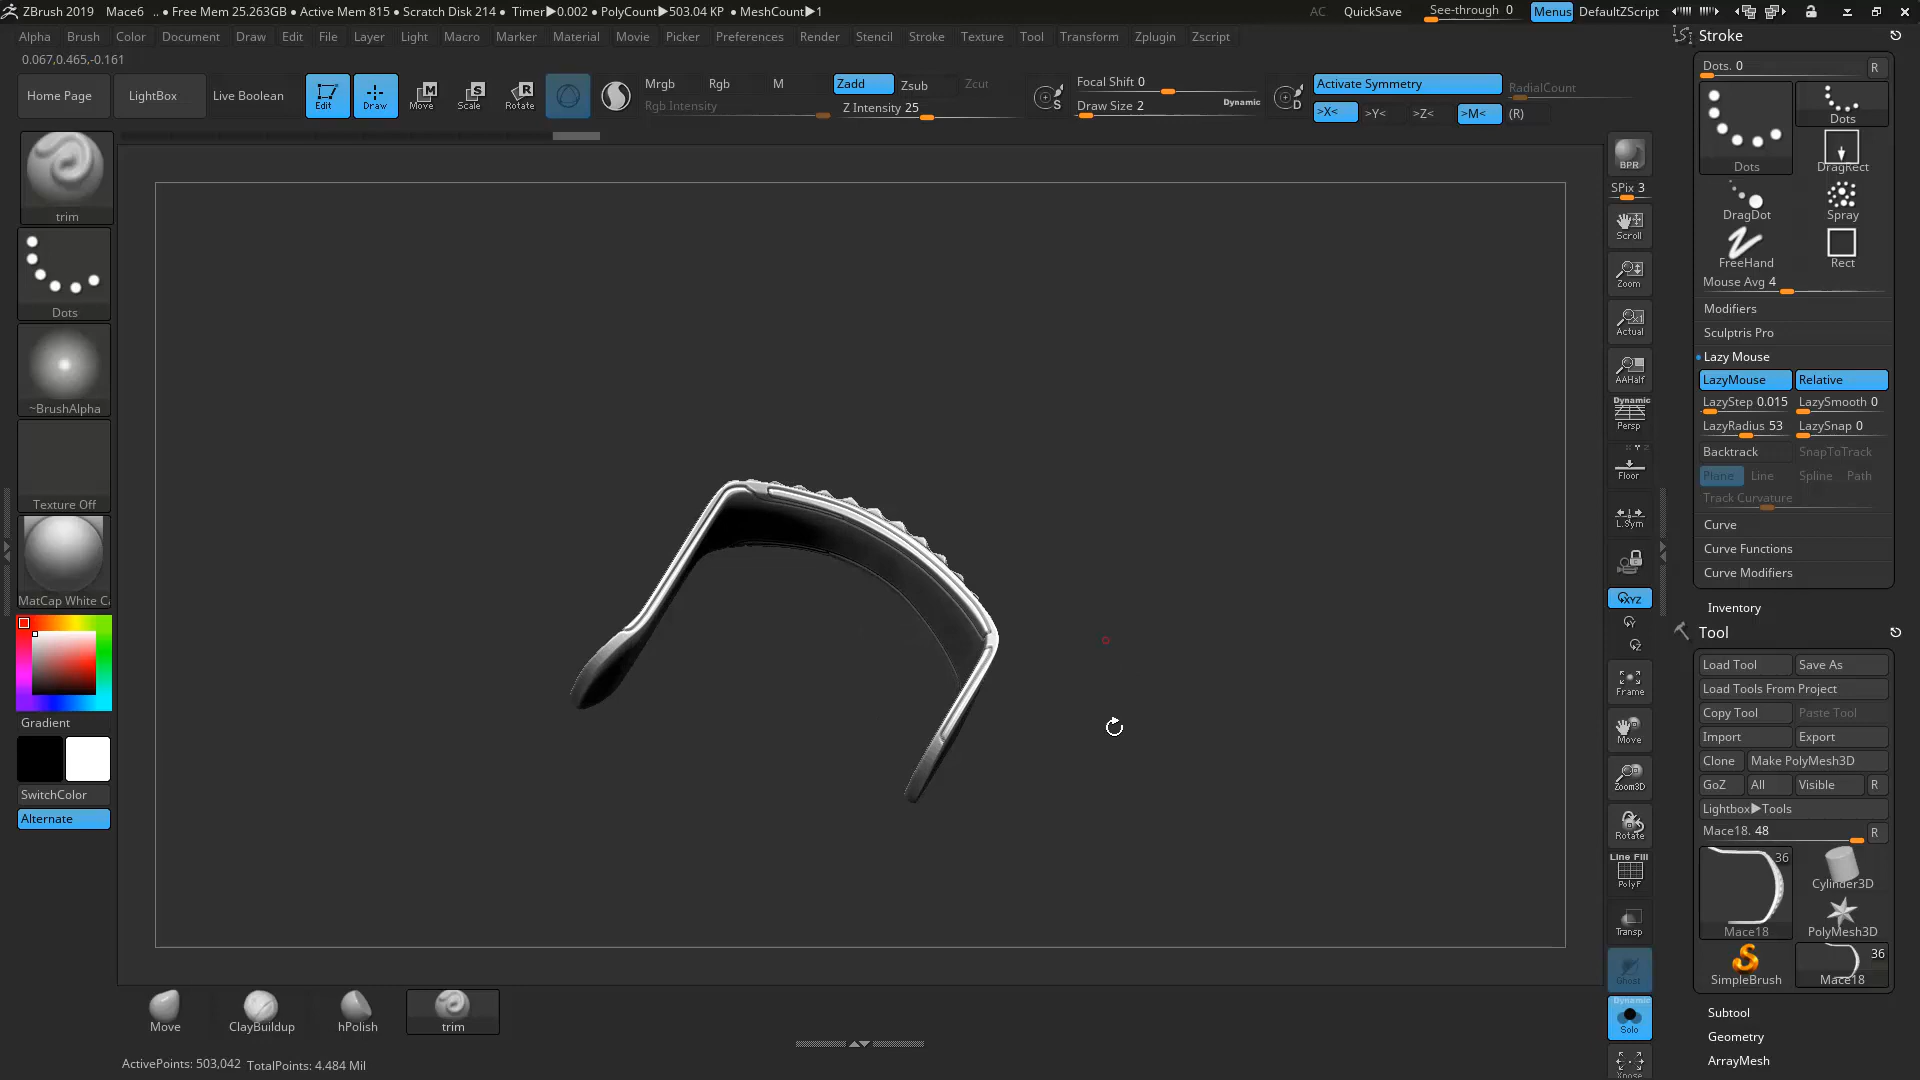 ZBrush 2019 Mace6 .. • Free Mem 25.263GB • Active Mem 815 • Scratch Disk 214 • Timer▶0.002 • PolyCount▶503.04 KP • MeshCount▶1 AC QuickSave See-through 0 Menus DefaultZScript
Alpha Brush Color Document Draw Edit File Layer Light Macro Marker Material Movie Picker Preferences Render Stencil Stroke Texture Tool Transform Zplugin Zscript
0.067,0.465,-0.161
Home Page LightBox Live Boolean Edit Draw Move Scale Rotate
Mrgb Rgb M Zadd Zsub Zcut
Rgb Intensity Z Intensity 25
S Focal Shift 0
Draw Size 2 Dynamic
D Activate Symmetry RadialCount
>X< >Y< >Z< >M< (R)
trim
Dots
~BrushAlpha
Texture Off
MatCap White C
Gradient
SwitchColor
Alternate
Move ClayBuildup hPolish trim
ActivePoints: 503,042 TotalPoints: 4.484 Mil
BPR
SPix 3
Scroll
Zoom
Actual
AAHalf
Dynamic
Persp
Floor
L.Sym
XYZ
Y
Z
Frame
Move
Zoom3D
Rotate
Line Fill
PolyF
Transp
Ghost
Dynamic
Solo
Xpose
Stroke
Dots. 0 R
Dots Dots
DragRect
DragDot Spray
FreeHand Rect
Mouse Avg 4
Modifiers
Sculptris Pro
Lazy Mouse
LazyMouse Relative
LazyStep 0.015 LazySmooth 0
LazyRadius 53 LazySnap 0
Backtrack SnapToTrack
Plane Line Spline Path
Track Curvature
Curve
Curve Functions
Curve Modifiers
Inventory
Tool
Load Tool Save As
Load Tools From Project
Copy Tool Paste Tool
Import Export
Clone Make PolyMesh3D
GoZ All Visible R
Lightbox▶Tools
Mace18. 48 R
36 Cylinder3D
Mace18 PolyMesh3D
36
SimpleBrush Mace18
Subtool
Geometry
ArrayMesh